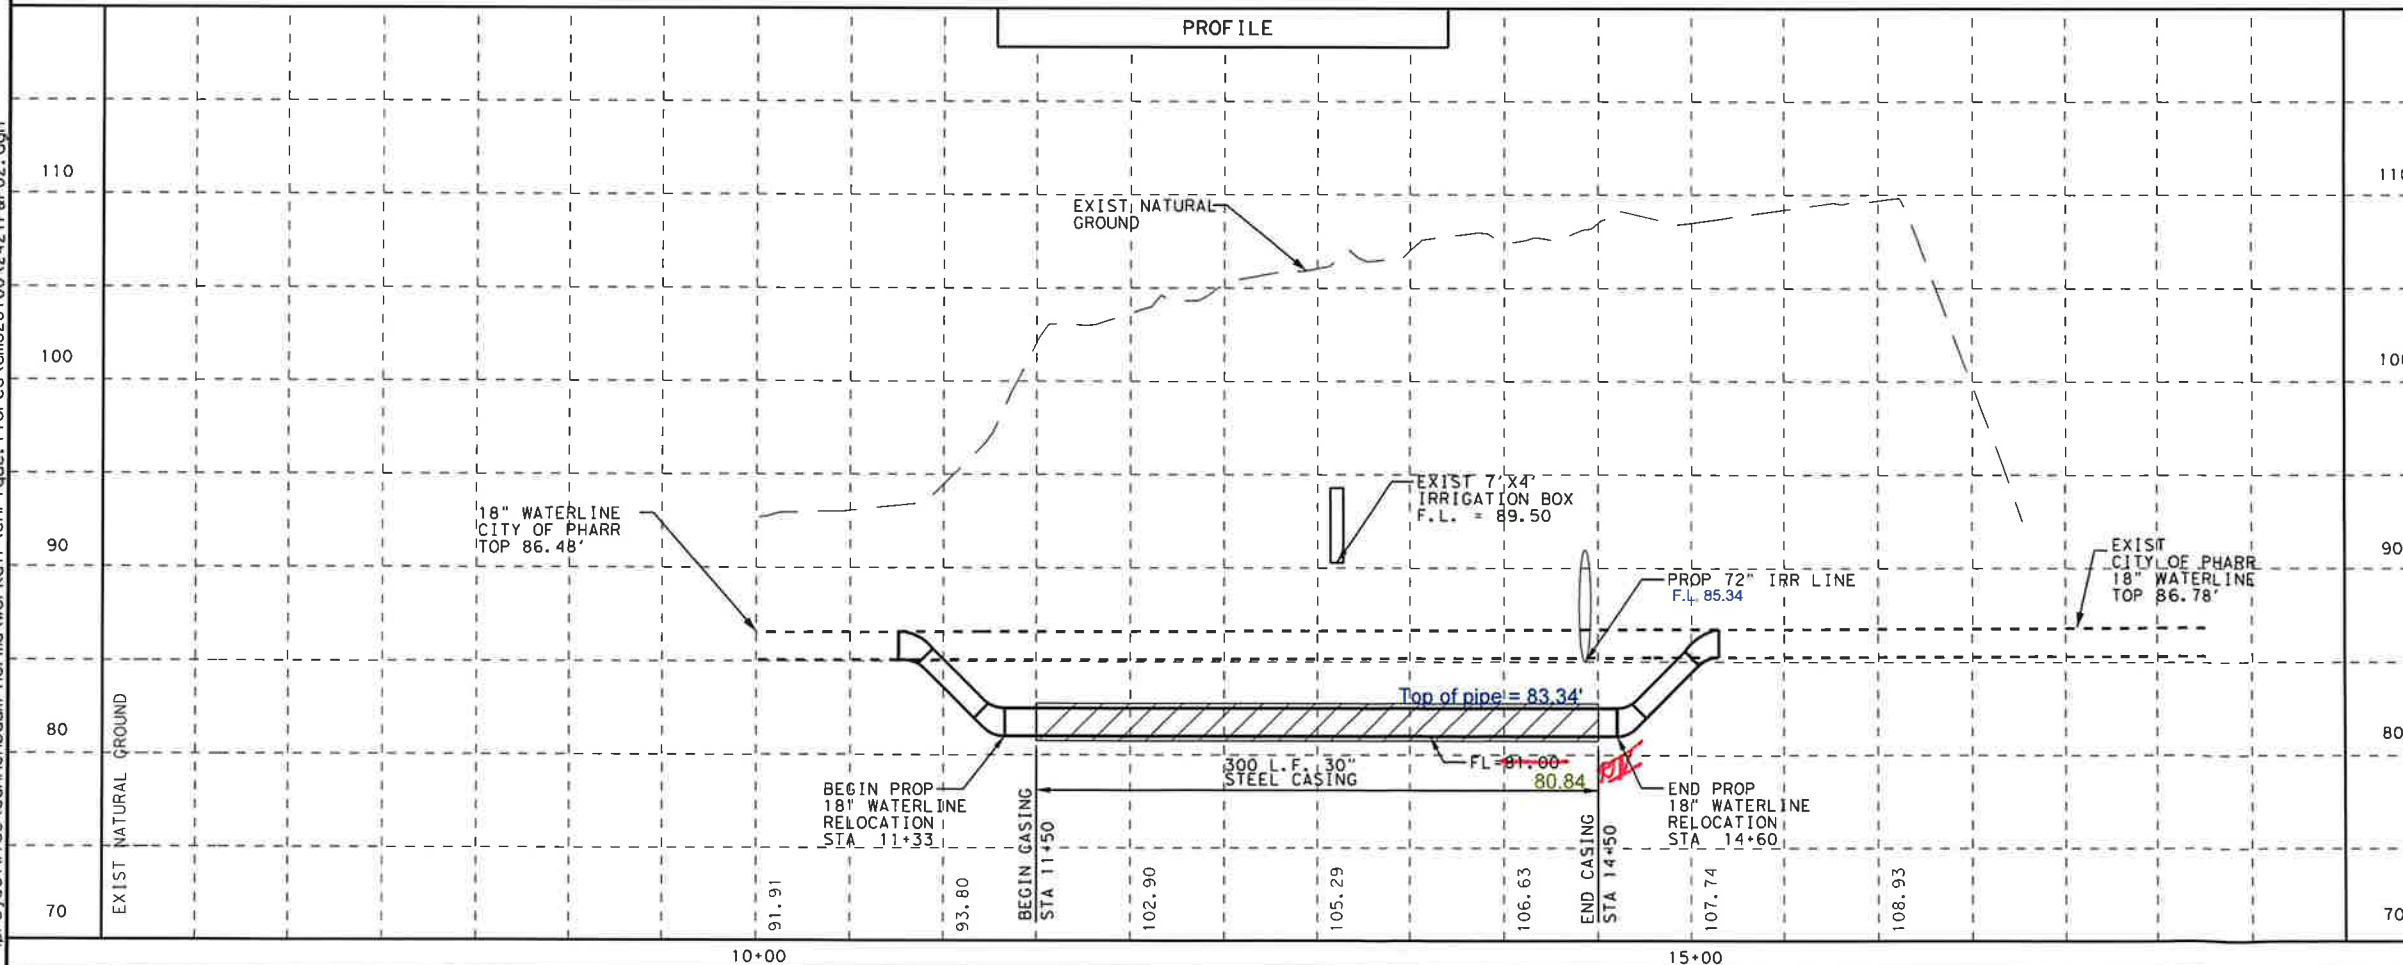 PROFILE
110
110
EXIST NATURAL
GROUND
100
100
EXIST 7'X4'
IRRIGATION BOX
F.L. = 89.50
18" WATERLINE
CITY OF PHARR
TOP 86.48'
90
90
EXIST
CITY OF PHARR
18" WATERLINE
TOP 86.78'
PROP 72" IRR LINE
F.L. 85.34
Top of pipe = 83.34'
80
80
EXIST NATURAL GROUND
300 L.F. 30"
STEEL CASING
FL=81.00
80.84
BEGIN PROP
18" WATERLINE
RELOCATION
STA 11+33
END PROP
18" WATERLINE
RELOCATION
STA 14+60
BEGIN CASING
STA 11+50
END CASING
STA 14+50
70
70
91.91
93.80
102.90
105.29
106.63
107.74
108.93
10+00
15+00